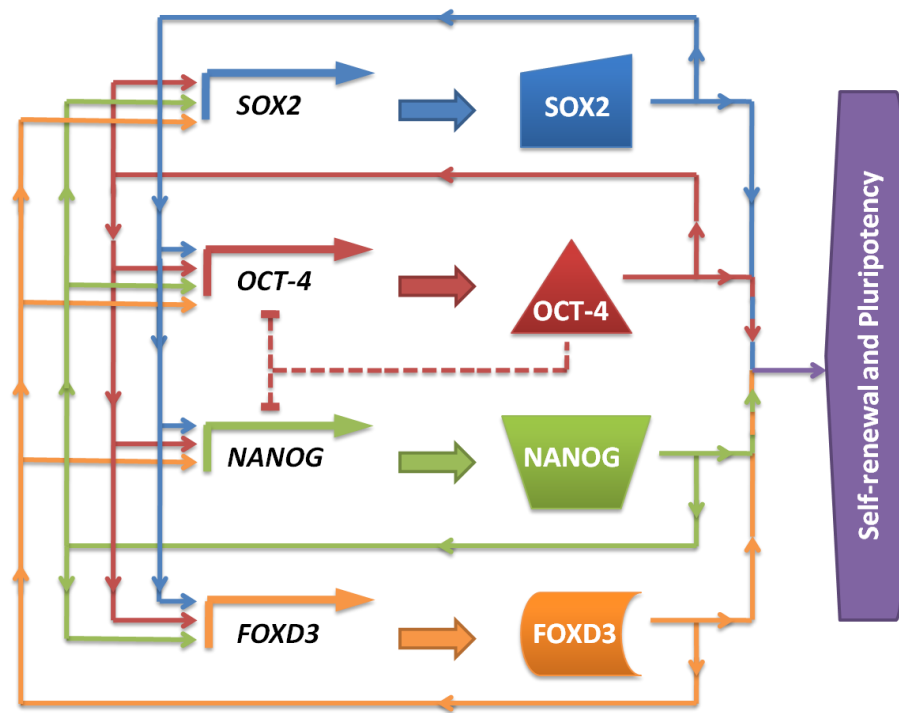 SOX2
SOX2
OCT-4
OCT-4
NANOG
NANOG
FOXD3
FOXD3
Self-renewal and Pluripotency